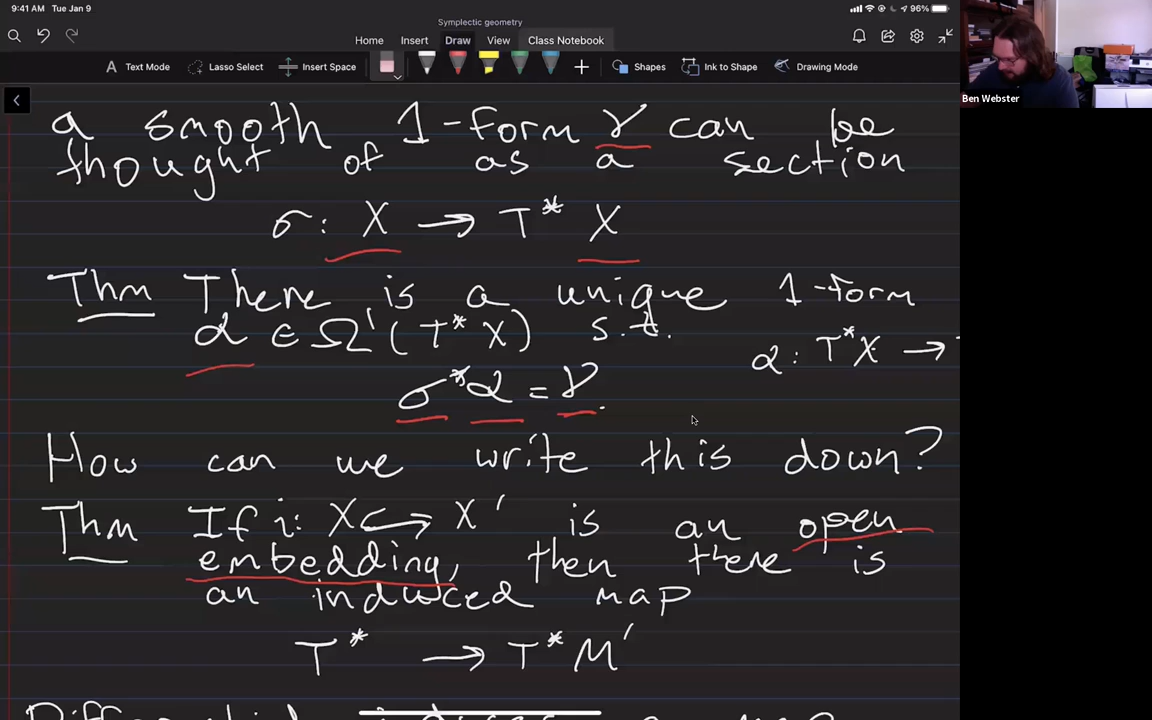 9:41 AM Tue Jan 9
96%
Symplectic geometry
Home Insert Draw View Class Notebook
Text Mode Lasso Select Insert Space Shapes Ink to Shape Drawing Mode
Ben Webster
a smooth 1-form γ can be
thought of as a section
σ: X → T* X
Thm There is a unique 1-form
α ∈ Ω¹(T*X) s.t.
α: T*X →
σ*α = γ.
How can we write this down?
Thm If i: X ↪ X' is an open
embedding, then there is
an induced map
T* → T*M'